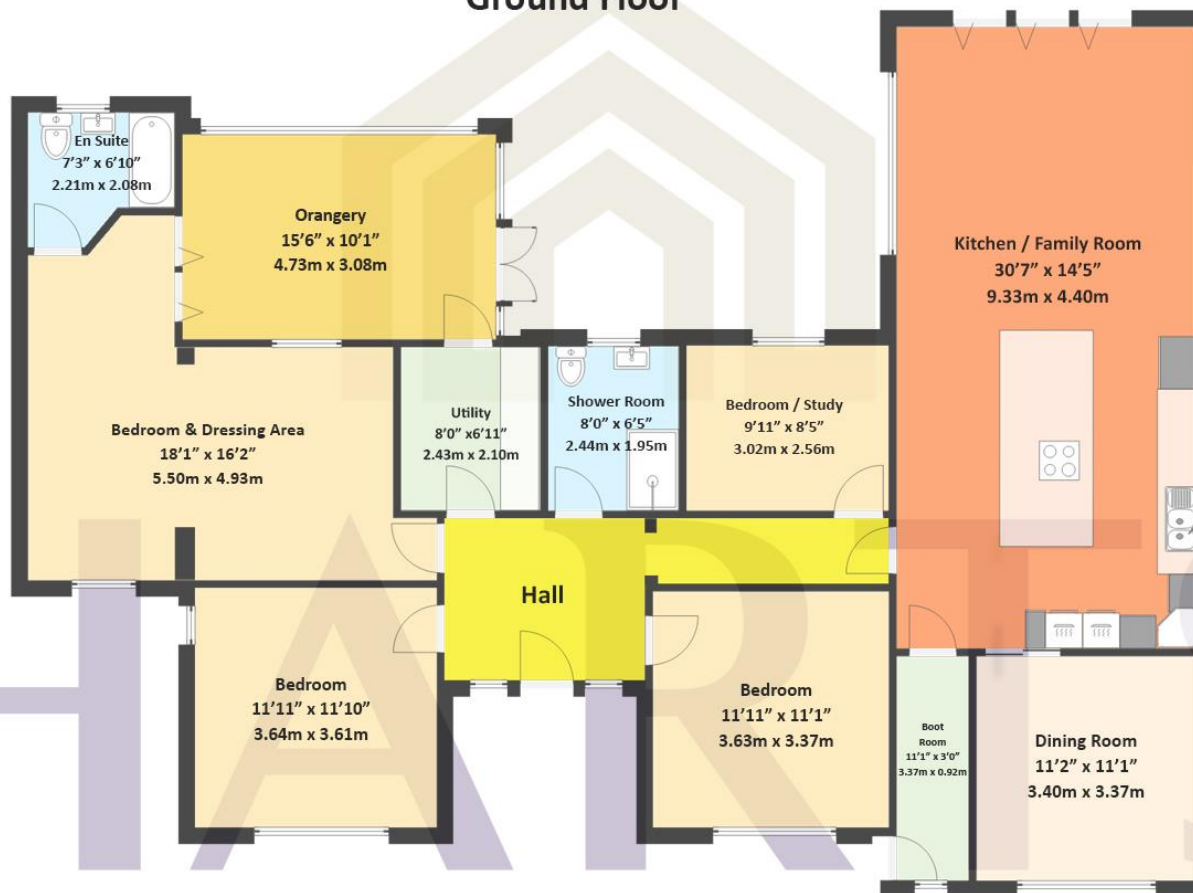 Ground Floor
En Suite
7'3" x 6'10"
2.21m x 2.08m
Orangery
15'6" x 10'1"
4.73m x 3.08m
Kitchen / Family Room
30'7" x 14'5"
9.33m x 4.40m
Bedroom & Dressing Area
18'1" x 16'2"
5.50m x 4.93m
Utility
8'0" x6'11"
2.43m x 2.10m
Shower Room
8'0" x 6'5"
2.44m x 1.95m
Bedroom / Study
9'11" x 8'5"
3.02m x 2.56m
Hall
Bedroom
11'11" x 11'10"
3.64m x 3.61m
Bedroom
11'11" x 11'1"
3.63m x 3.37m
Boot
Room
11'1" x 3'0"
3.37m x 0.92m
Dining Room
11'2" x 11'1"
3.40m x 3.37m
HART